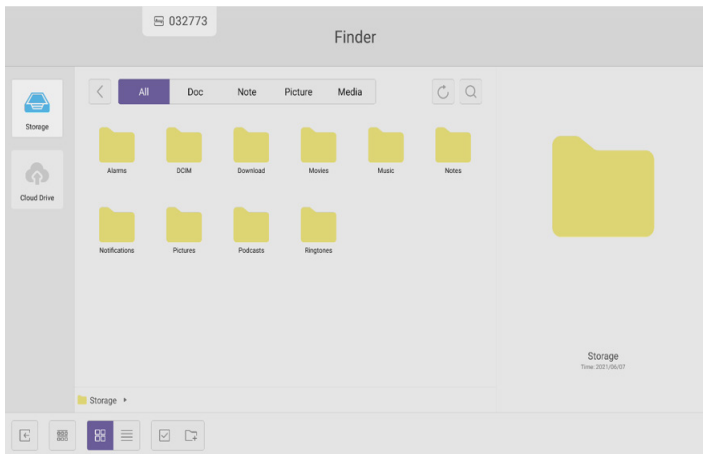 032773
Finder
Storage
Cloud Drive
All Doc Note Picture Media
Alarms DCIM Download Movies Music Notes
Notifications Pictures Podcasts Ringtones
Storage
Time: 2021/06/07
Storage